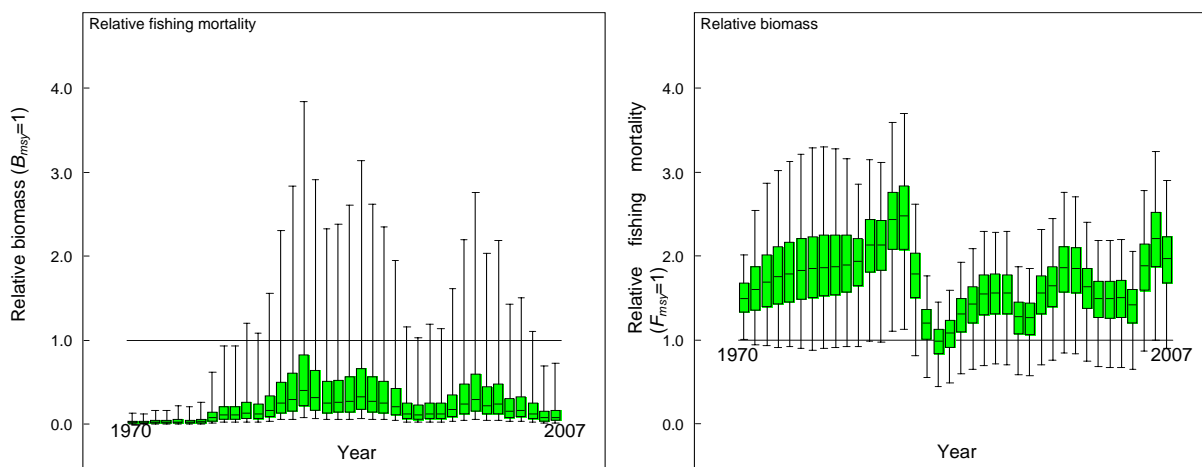 Relative fishing mortality
Relative biomass (Bmsy=1)
4.0
3.0
2.0
1.0
0.0
1970
2007
Year
Relative biomass
Relative fishing mortality
(Fmsy=1)
4.0
3.0
2.0
1.0
0.0
1970
2007
Year